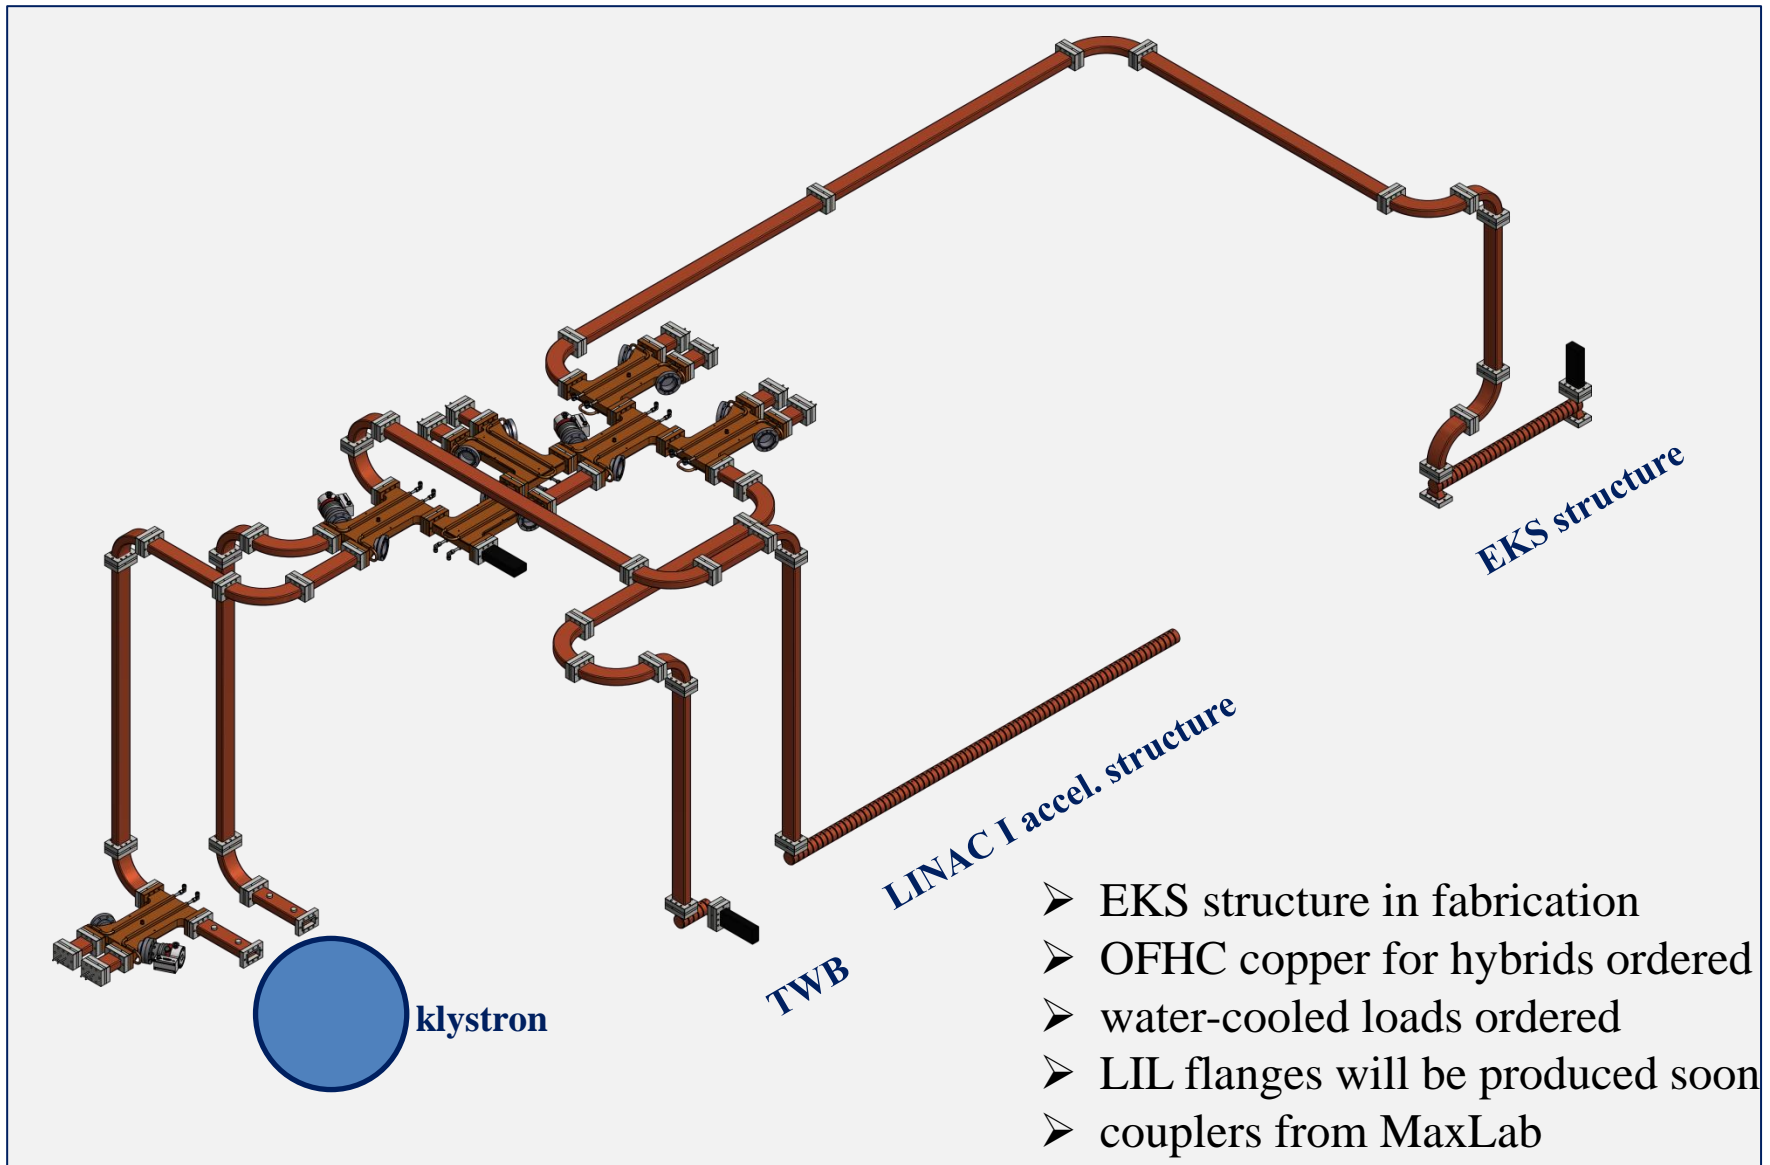 EKS structure
LINAC I accel. structure
TWB
klystron
➢ EKS structure in fabrication
➢ OFHC copper for hybrids ordered
➢ water-cooled loads ordered
➢ LIL flanges will be produced soon
➢ couplers from MaxLab